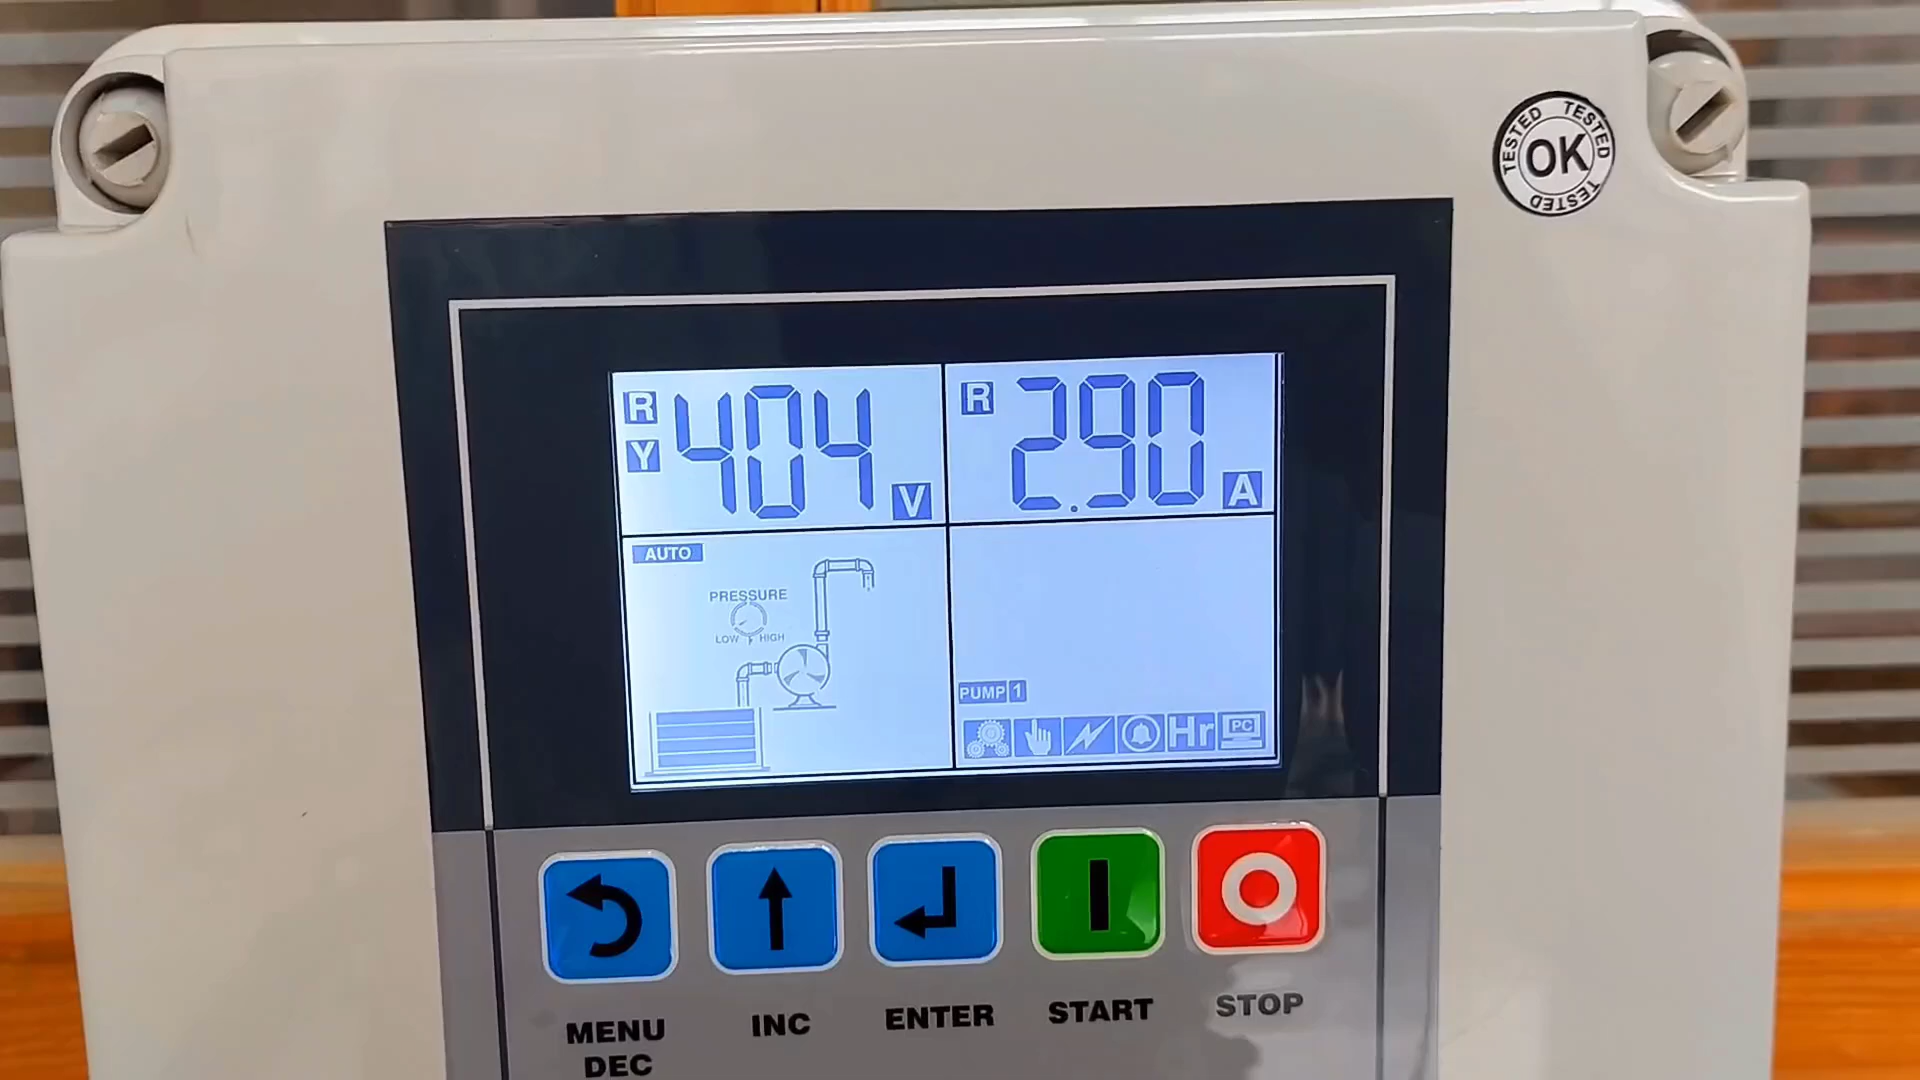 TESTED TESTED TESTED
OK
R
Y
404
V
R
2.90
A
AUTO
PRESSURE
LOW HIGH
PUMP 1
Hr
PC
MENU
DEC
INC
ENTER
START
STOP